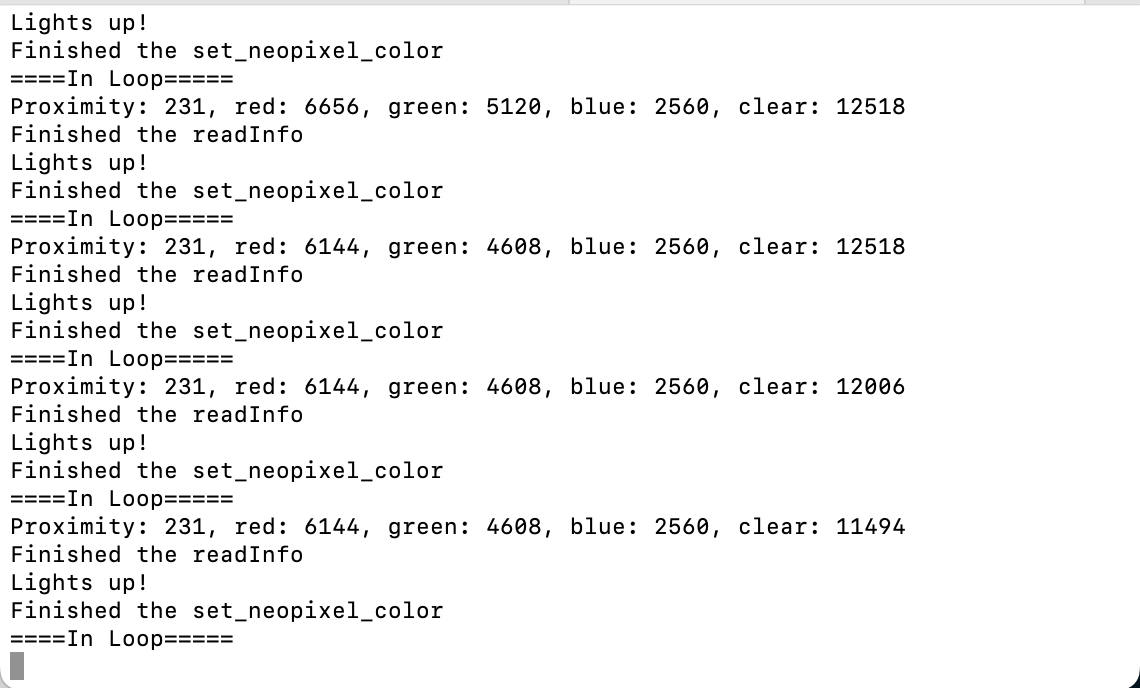 Lights up!
Finished the set_neopixel_color
====In Loop=====
Proximity: 231, red: 6656, green: 5120, blue: 2560, clear: 12518
Finished the readInfo
Lights up!
Finished the set_neopixel_color
====In Loop=====
Proximity: 231, red: 6144, green: 4608, blue: 2560, clear: 12518
Finished the readInfo
Lights up!
Finished the set_neopixel_color
====In Loop=====
Proximity: 231, red: 6144, green: 4608, blue: 2560, clear: 12006
Finished the readInfo
Lights up!
Finished the set_neopixel_color
====In Loop=====
Proximity: 231, red: 6144, green: 4608, blue: 2560, clear: 11494
Finished the readInfo
Lights up!
Finished the set_neopixel_color
====In Loop=====